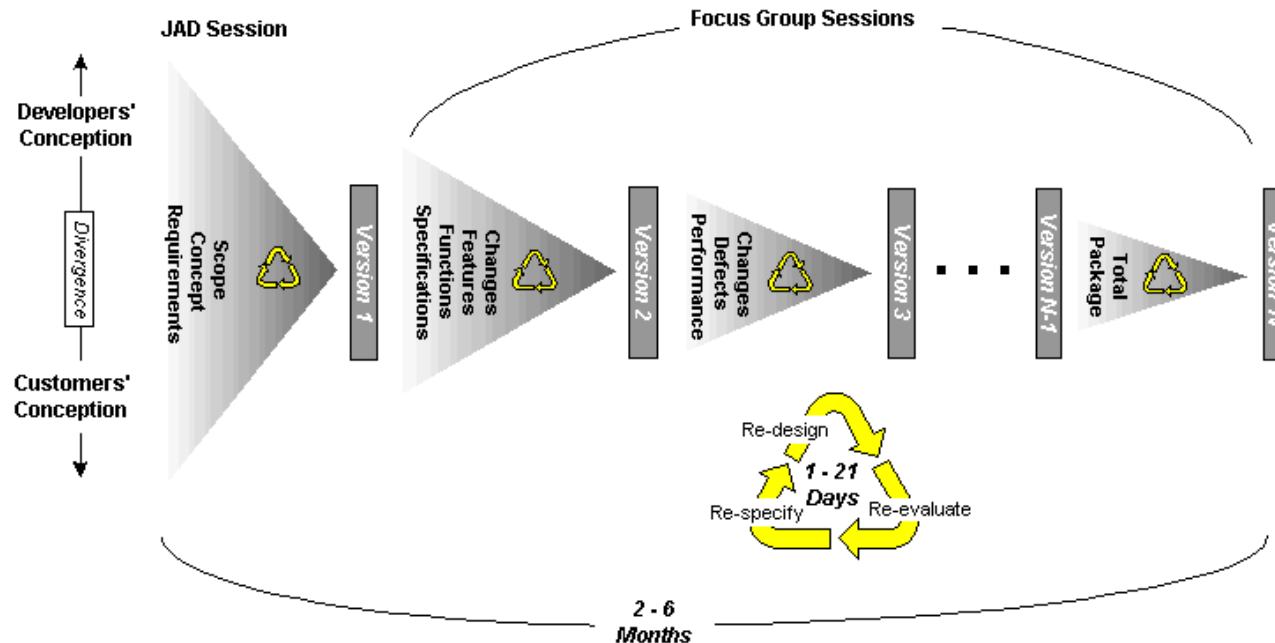 JAD Session
Focus Group Sessions
Developers'
Conception
Divergence
Customers'
Conception
Scope
Concept
Requirements
Version 1
Changes
Features
Functions
Specifications
Version 2
Changes
Defects
Performance
Version 3
Version N-1
Total
Package
Version N
Re-design
1 - 21
Days
Re-specify
Re-evaluate
2 - 6
Months